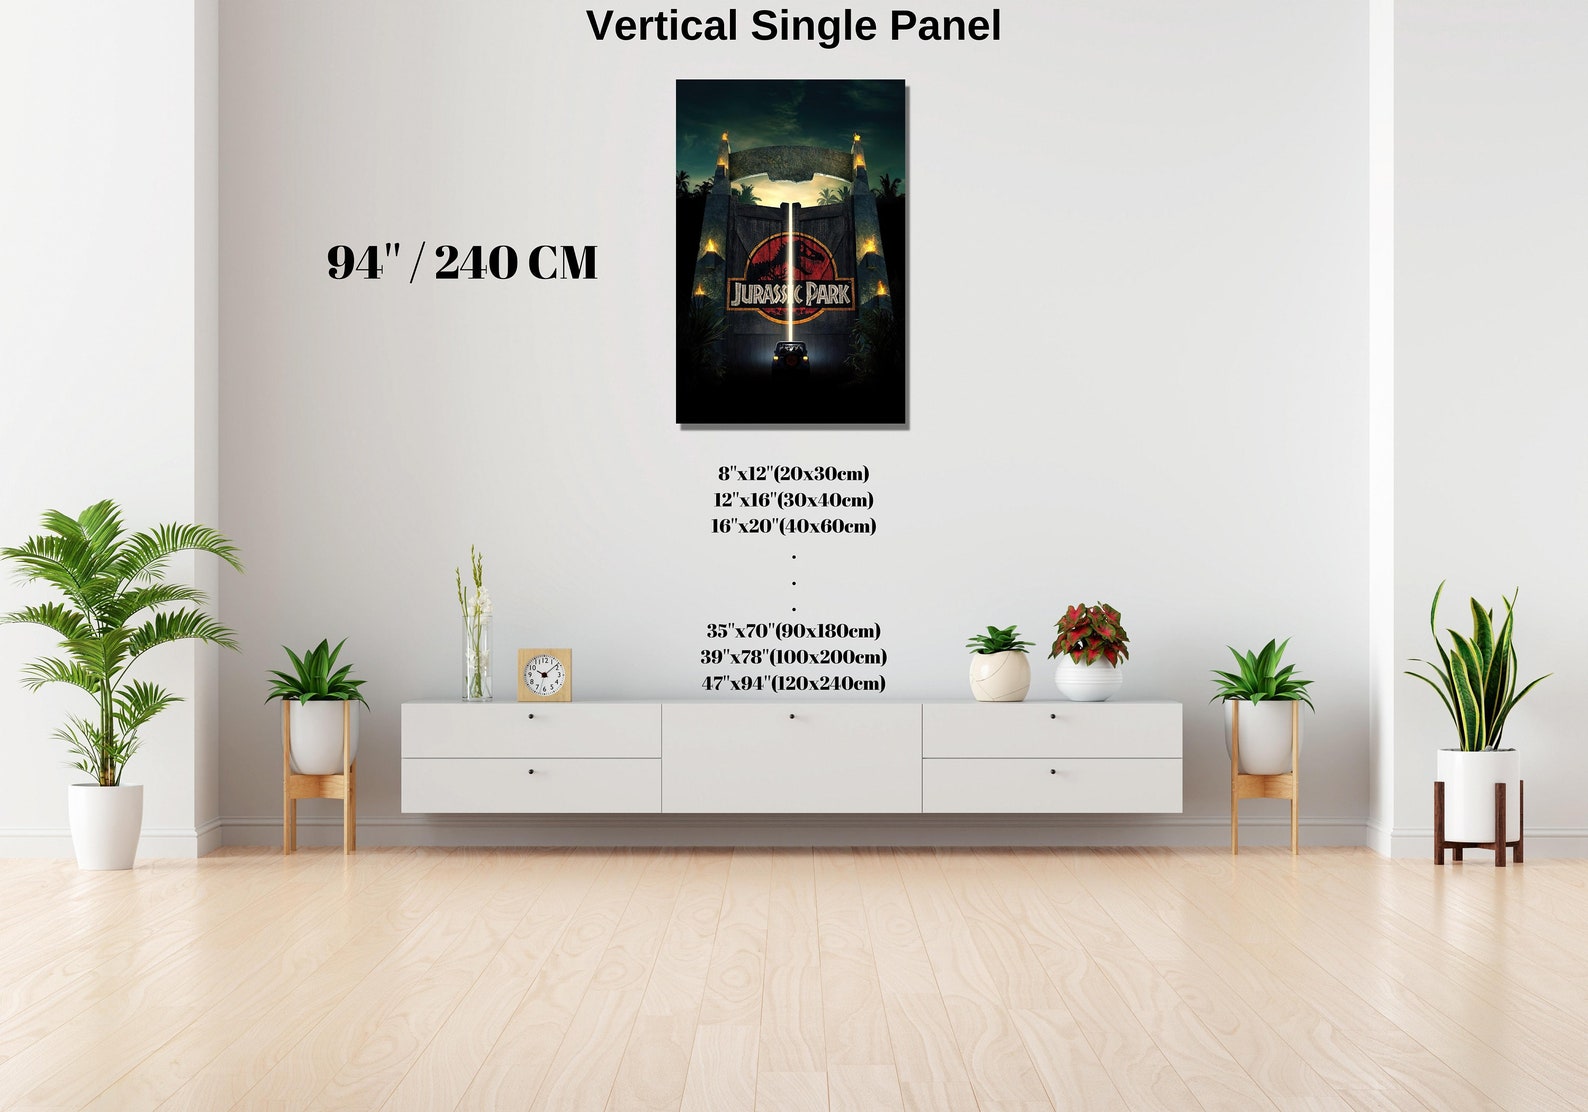 Vertical Single Panel
94" / 240 CM
JURASSIC PARK
8"x12"(20x30cm)
12"x16"(30x40cm)
16"x20"(40x60cm)
.
.
.
35"x70"(90x180cm)
39"x78"(100x200cm)
47"x94"(120x240cm)